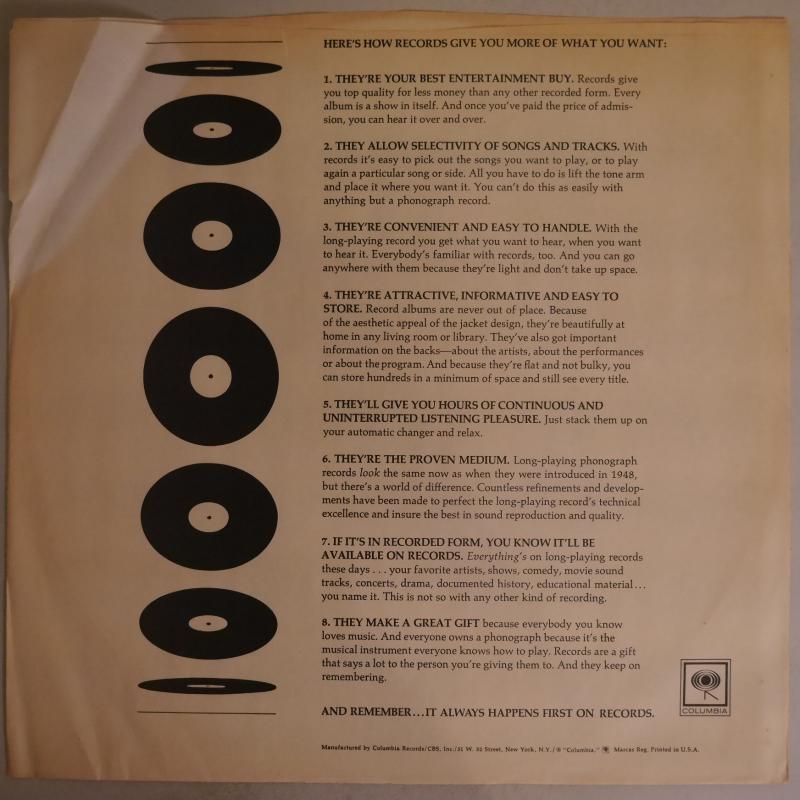 HERE'S HOW RECORDS GIVE YOU MORE OF WHAT YOU WANT:
1. THEY'RE YOUR BEST ENTERTAINMENT BUY. Records give
you top quality for less money than any other recorded form. Every
album is a show in itself. And once you've paid the price of admis-
sion, you can hear it over and over.
2. THEY ALLOW SELECTIVITY OF SONGS AND TRACKS. With
records it's easy to pick out the songs you want to play, or to play
again a particular song or side. All you have to do is lift the tone arm
and place it where you want it. You can't do this as easily with
anything but a phonograph record.
3. THEY'RE CONVENIENT AND EASY TO HANDLE. With the
long-playing record you get what you want to hear, when you want
to hear it. Everybody's familiar with records, too. And you can go
anywhere with them because they're light and don't take up space.
4. THEY'RE ATTRACTIVE, INFORMATIVE AND EASY TO
STORE. Record albums are never out of place. Because
of the aesthetic appeal of the jacket design, they're beautifully at
home in any living room or library. They've also got important
information on the backs—about the artists, about the performances
or about the program. And because they're flat and not bulky, you
can store hundreds in a minimum of space and still see every title.
5. THEY'LL GIVE YOU HOURS OF CONTINUOUS AND
UNINTERRUPTED LISTENING PLEASURE. Just stack them up on
your automatic changer and relax.
6. THEY'RE THE PROVEN MEDIUM. Long-playing phonograph
records look the same now as when they were introduced in 1948,
but there's a world of difference. Countless refinements and develop-
ments have been made to perfect the long-playing record's technical
excellence and insure the best in sound reproduction and quality.
7. IF IT'S IN RECORDED FORM, YOU KNOW IT'LL BE
AVAILABLE ON RECORDS. Everything's on long-playing records
these days . . . your favorite artists, shows, comedy, movie sound
tracks, concerts, drama, documented history, educational material . . .
you name it. This is not so with any other kind of recording.
8. THEY MAKE A GREAT GIFT because everybody you know
loves music. And everyone owns a phonograph because it's the
musical instrument everyone knows how to play. Records are a gift
that says a lot to the person you're giving them to. And they keep on
remembering.
AND REMEMBER...IT ALWAYS HAPPENS FIRST ON RECORDS.
COLUMBIA
Manufactured by Columbia Records/CBS, Inc./51 W. 52 Street, New York, N.Y./® "Columbia," Marcas Reg. Printed in U.S.A.